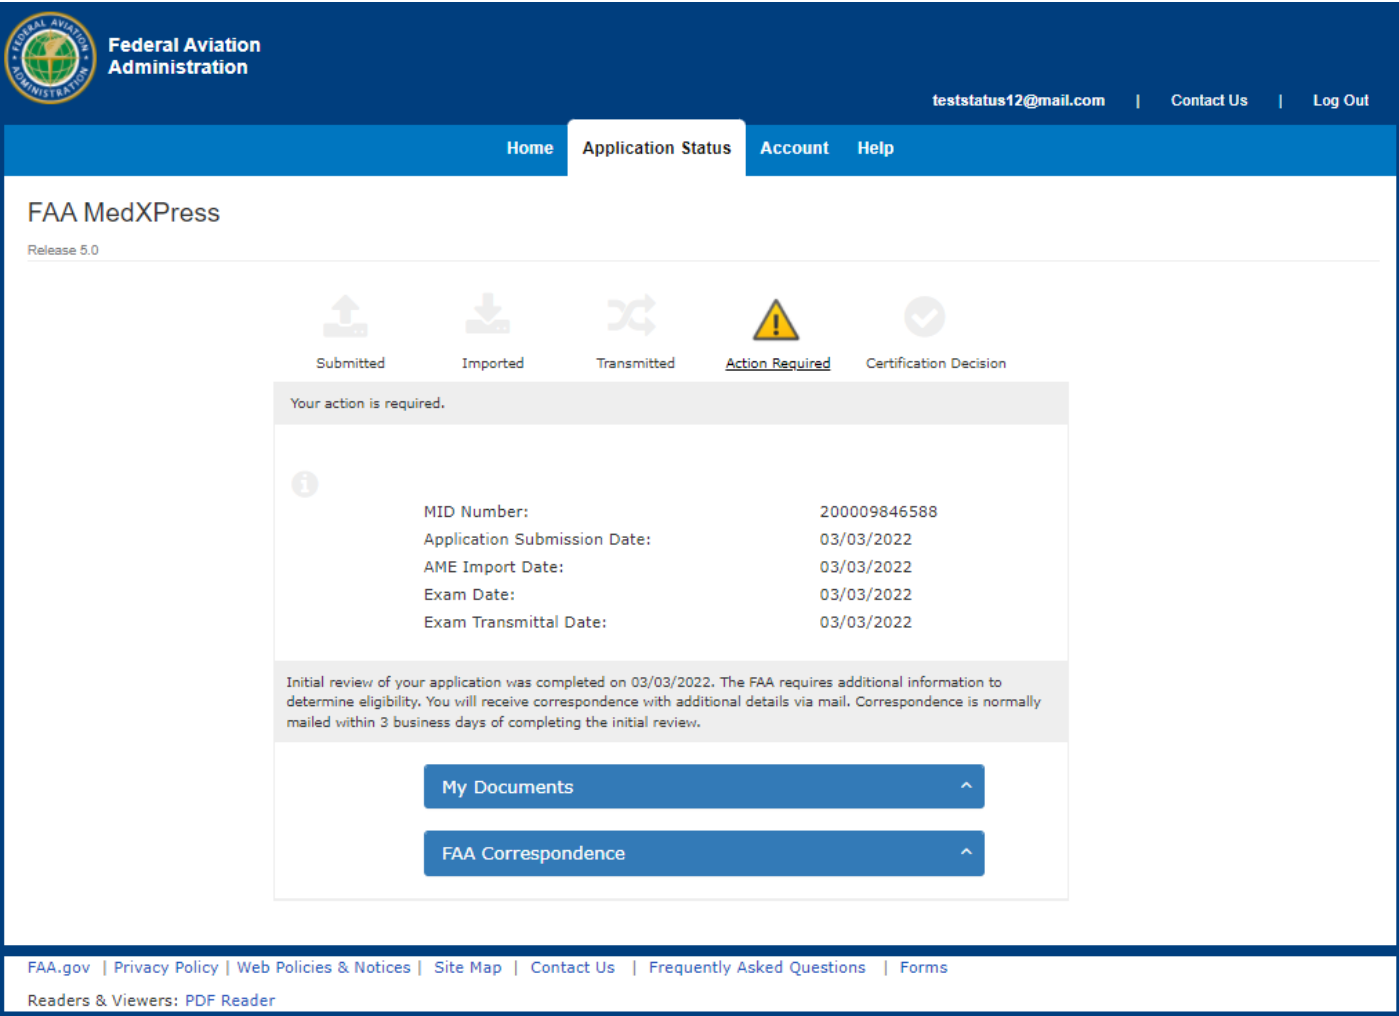 FEDERAL AVIATION ADMINISTRATION
Federal Aviation
Administration
teststatus12@mail.com | Contact Us | Log Out
Home Application Status Account Help
FAA MedXPress
Release 5.0
Submitted Imported Transmitted Action Required Certification Decision
Your action is required.
MID Number: 200009846588
Application Submission Date: 03/03/2022
AME Import Date: 03/03/2022
Exam Date: 03/03/2022
Exam Transmittal Date: 03/03/2022
Initial review of your application was completed on 03/03/2022. The FAA requires additional information to
determine eligibility. You will receive correspondence with additional details via mail. Correspondence is normally
mailed within 3 business days of completing the initial review.
My Documents
FAA Correspondence
FAA.gov | Privacy Policy | Web Policies & Notices | Site Map | Contact Us | Frequently Asked Questions | Forms
Readers & Viewers: PDF Reader